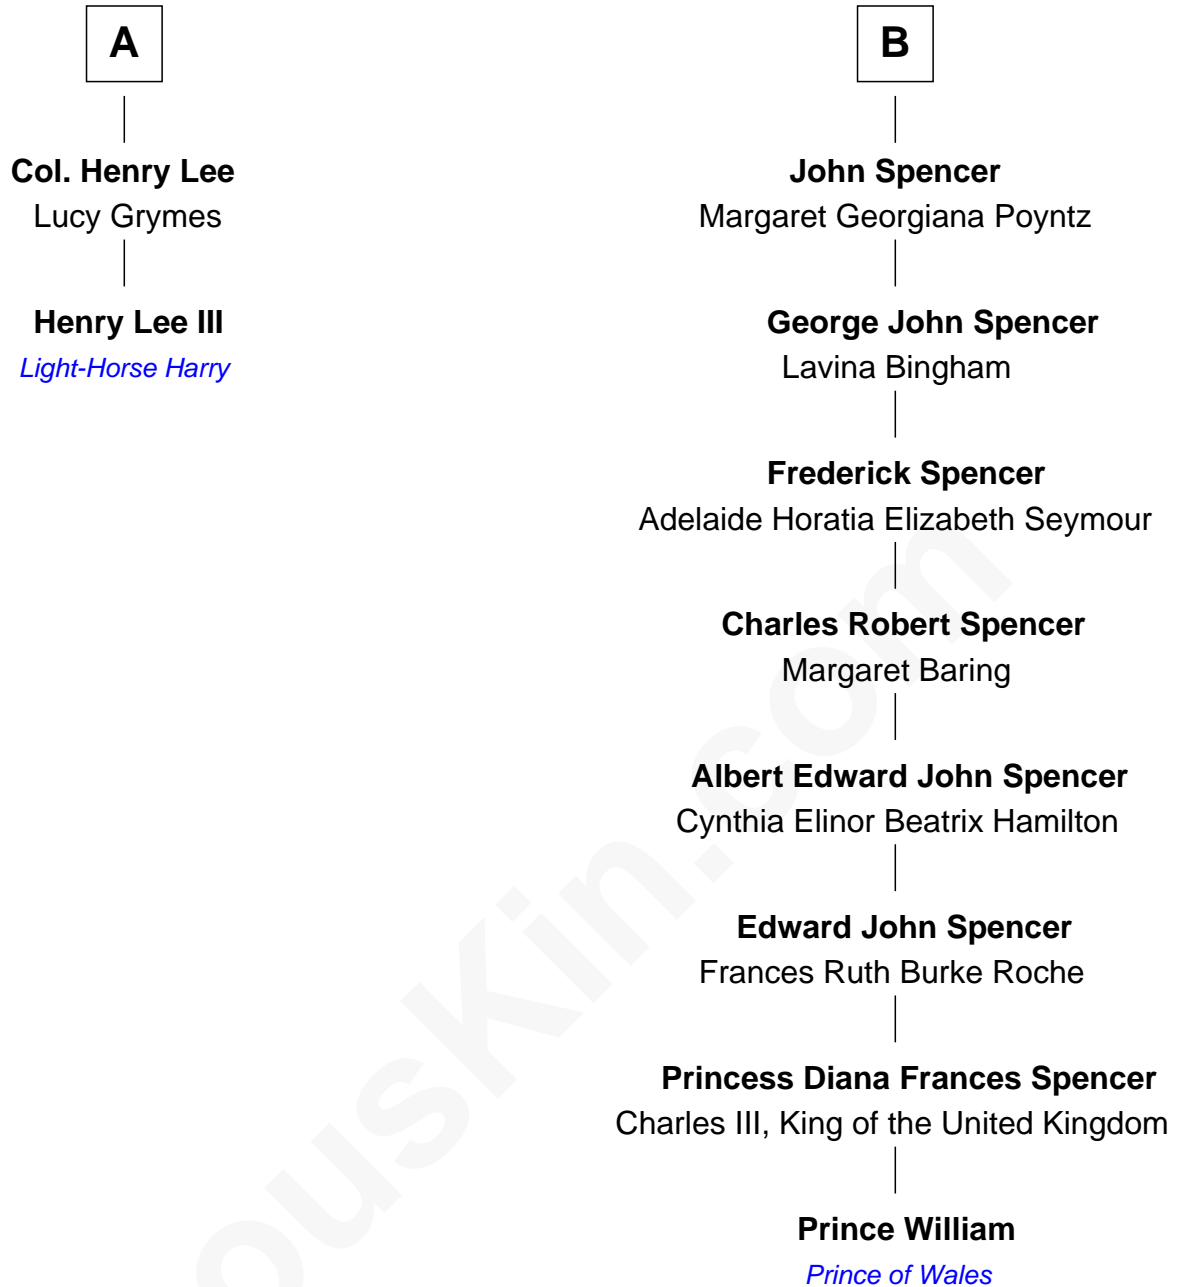 A
Col. Henry Lee
Lucy Grymes
Henry Lee III
Light-Horse Harry
B
John Spencer
Margaret Georgiana Poyntz
George John Spencer
Lavina Bingham
Frederick Spencer
Adelaide Horatia Elizabeth Seymour
Charles Robert Spencer
Margaret Baring
Albert Edward John Spencer
Cynthia Elinor Beatrix Hamilton
Edward John Spencer
Frances Ruth Burke Roche
Princess Diana Frances Spencer
Charles III, King of the United Kingdom
Prince William
Prince of Wales
ousKin.com